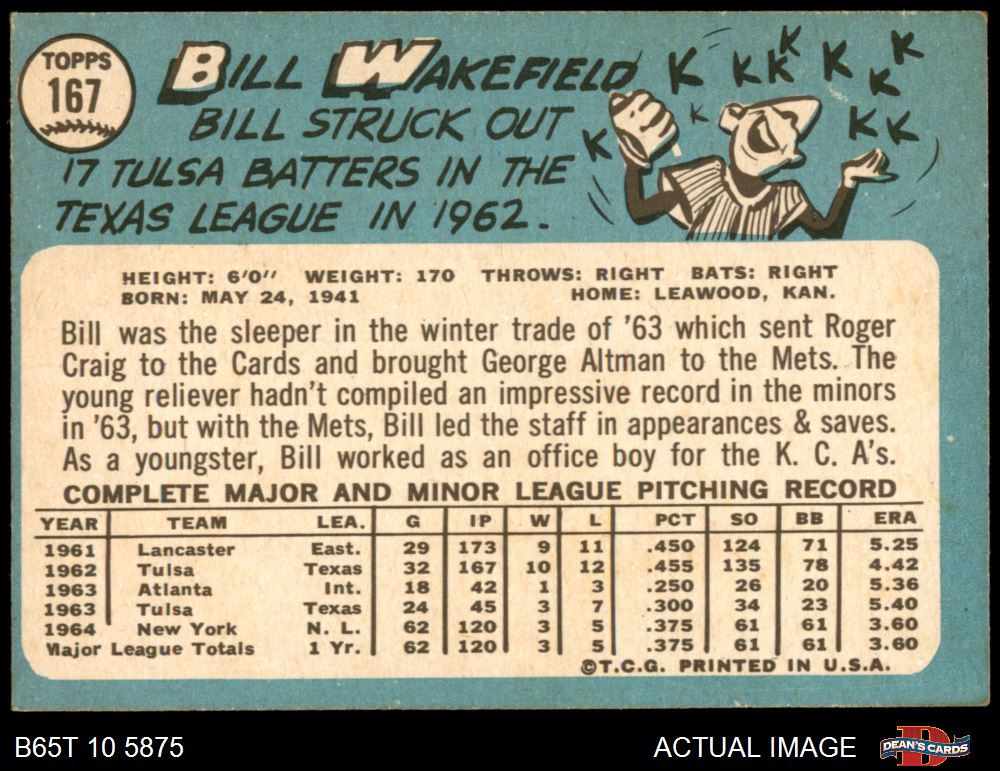 TOPPS
167
BILL WAKEFIELD
BILL STRUCK OUT
17 TULSA BATTERS IN THE
TEXAS LEAGUE IN 1962.
K K K K K K K K K K K
HEIGHT: 6'0" WEIGHT: 170 THROWS: RIGHT BATS: RIGHT
BORN: MAY 24, 1941 HOME: LEAWOOD, KAN.
Bill was the sleeper in the winter trade of '63 which sent Roger
Craig to the Cards and brought George Altman to the Mets. The
young reliever hadn't compiled an impressive record in the minors
in '63, but with the Mets, Bill led the staff in appearances & saves.
As a youngster, Bill worked as an office boy for the K. C. A's.
COMPLETE MAJOR AND MINOR LEAGUE PITCHING RECORD
YEAR TEAM LEA. G IP W L PCT SO BB ERA
1961 Lancaster East. 29 173 9 11 .450 124 71 5.25
1962 Tulsa Texas 32 167 10 12 .455 135 78 4.42
1963 Atlanta Int. 18 42 1 3 .250 26 20 5.36
1963 Tulsa Texas 24 45 3 7 .300 34 23 5.40
1964 New York N. L. 62 120 3 5 .375 61 61 3.60
Major League Totals 1 Yr. 62 120 3 5 .375 61 61 3.60
©T.C.G. PRINTED IN U.S.A.
B65T 10 5875
ACTUAL IMAGE
D
DEAN'S CARDS